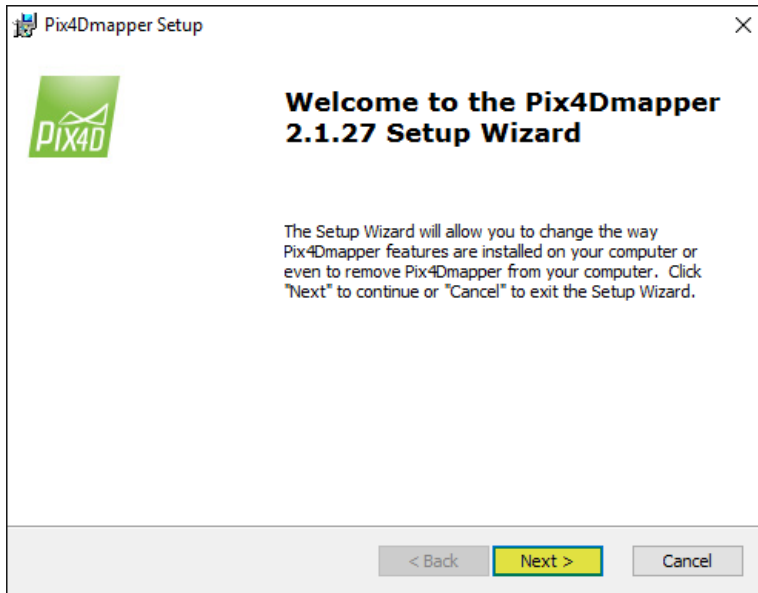 Pix4Dmapper Setup
PIX4D
Welcome to the Pix4Dmapper
2.1.27 Setup Wizard
The Setup Wizard will allow you to change the way
Pix4Dmapper features are installed on your computer or
even to remove Pix4Dmapper from your computer.  Click
"Next" to continue or "Cancel" to exit the Setup Wizard.
< Back Next > Cancel